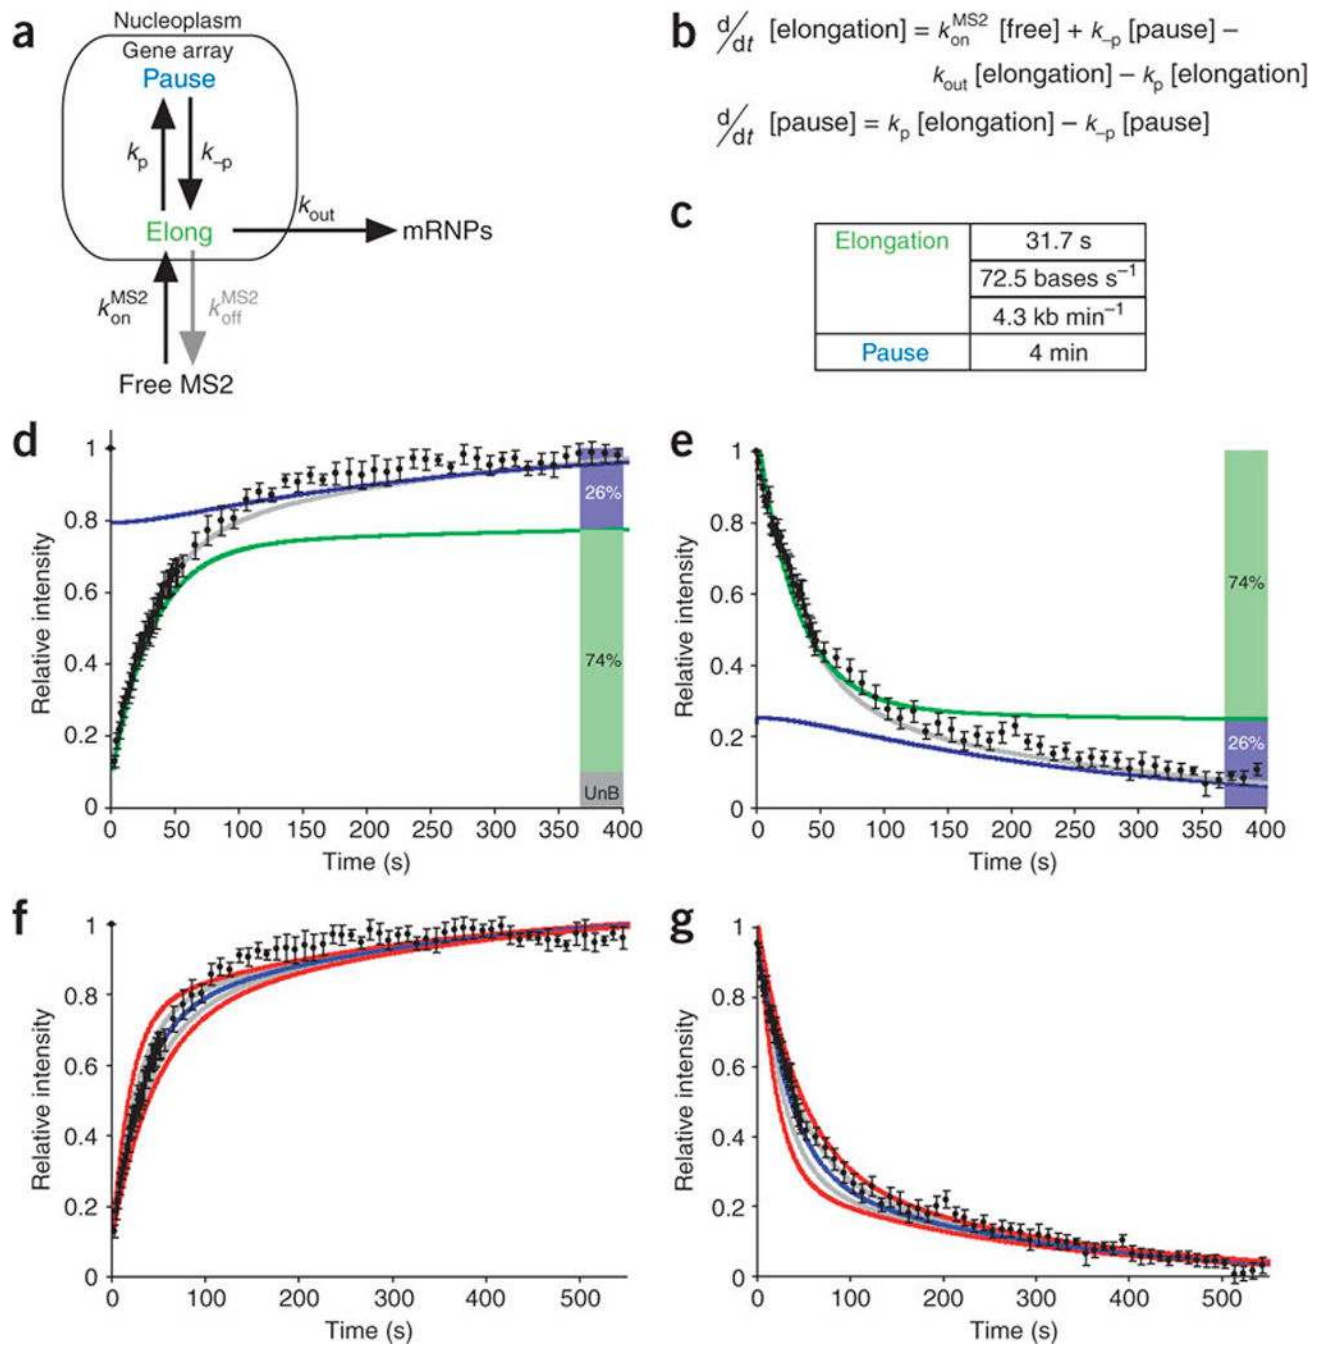 a
Nucleoplasm
Gene array
Pause
kp
k–p
Elong
kout
mRNPs
konMS2
koffMS2
Free MS2
b
d/dt [elongation] = konMS2 [free] + k–p [pause] –
kout [elongation] – kp [elongation]
d/dt [pause] = kp [elongation] – k–p [pause]
c
Elongation
31.7 s
72.5 bases s–1
4.3 kb min–1
Pause
4 min
d
Relative intensity
1
0.8
0.6
0.4
0.2
0
26%
74%
UnB
0 50 100 150 200 250 300 350 400
Time (s)
e
Relative intensity
1
0.8
0.6
0.4
0.2
0
74%
26%
0 50 100 150 200 250 300 350 400
Time (s)
f
Relative intensity
1
0.8
0.6
0.4
0.2
0
0 100 200 300 400 500
Time (s)
g
Relative intensity
1
0.8
0.6
0.4
0.2
0
0 100 200 300 400 500
Time (s)